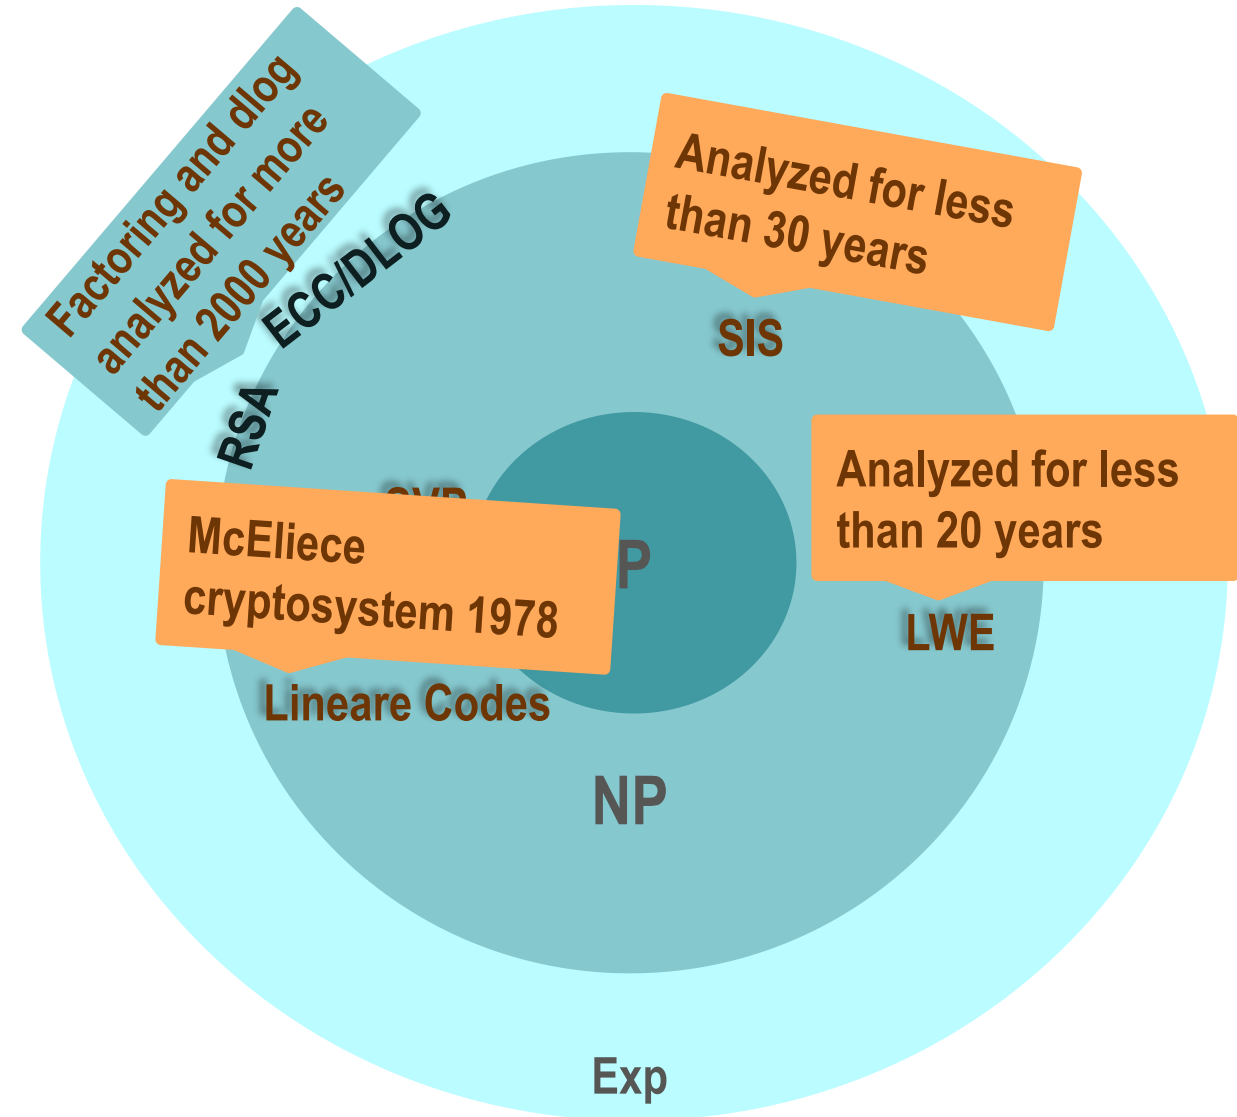 Factoring and dlog
analyzed for more
than 2000 years
ECC/DLOG
RSA
Analyzed for less
than 30 years
SIS
Analyzed for less
than 20 years
LWE
SVP
McEliece
cryptosystem 1978
P
Lineare Codes
NP
Exp